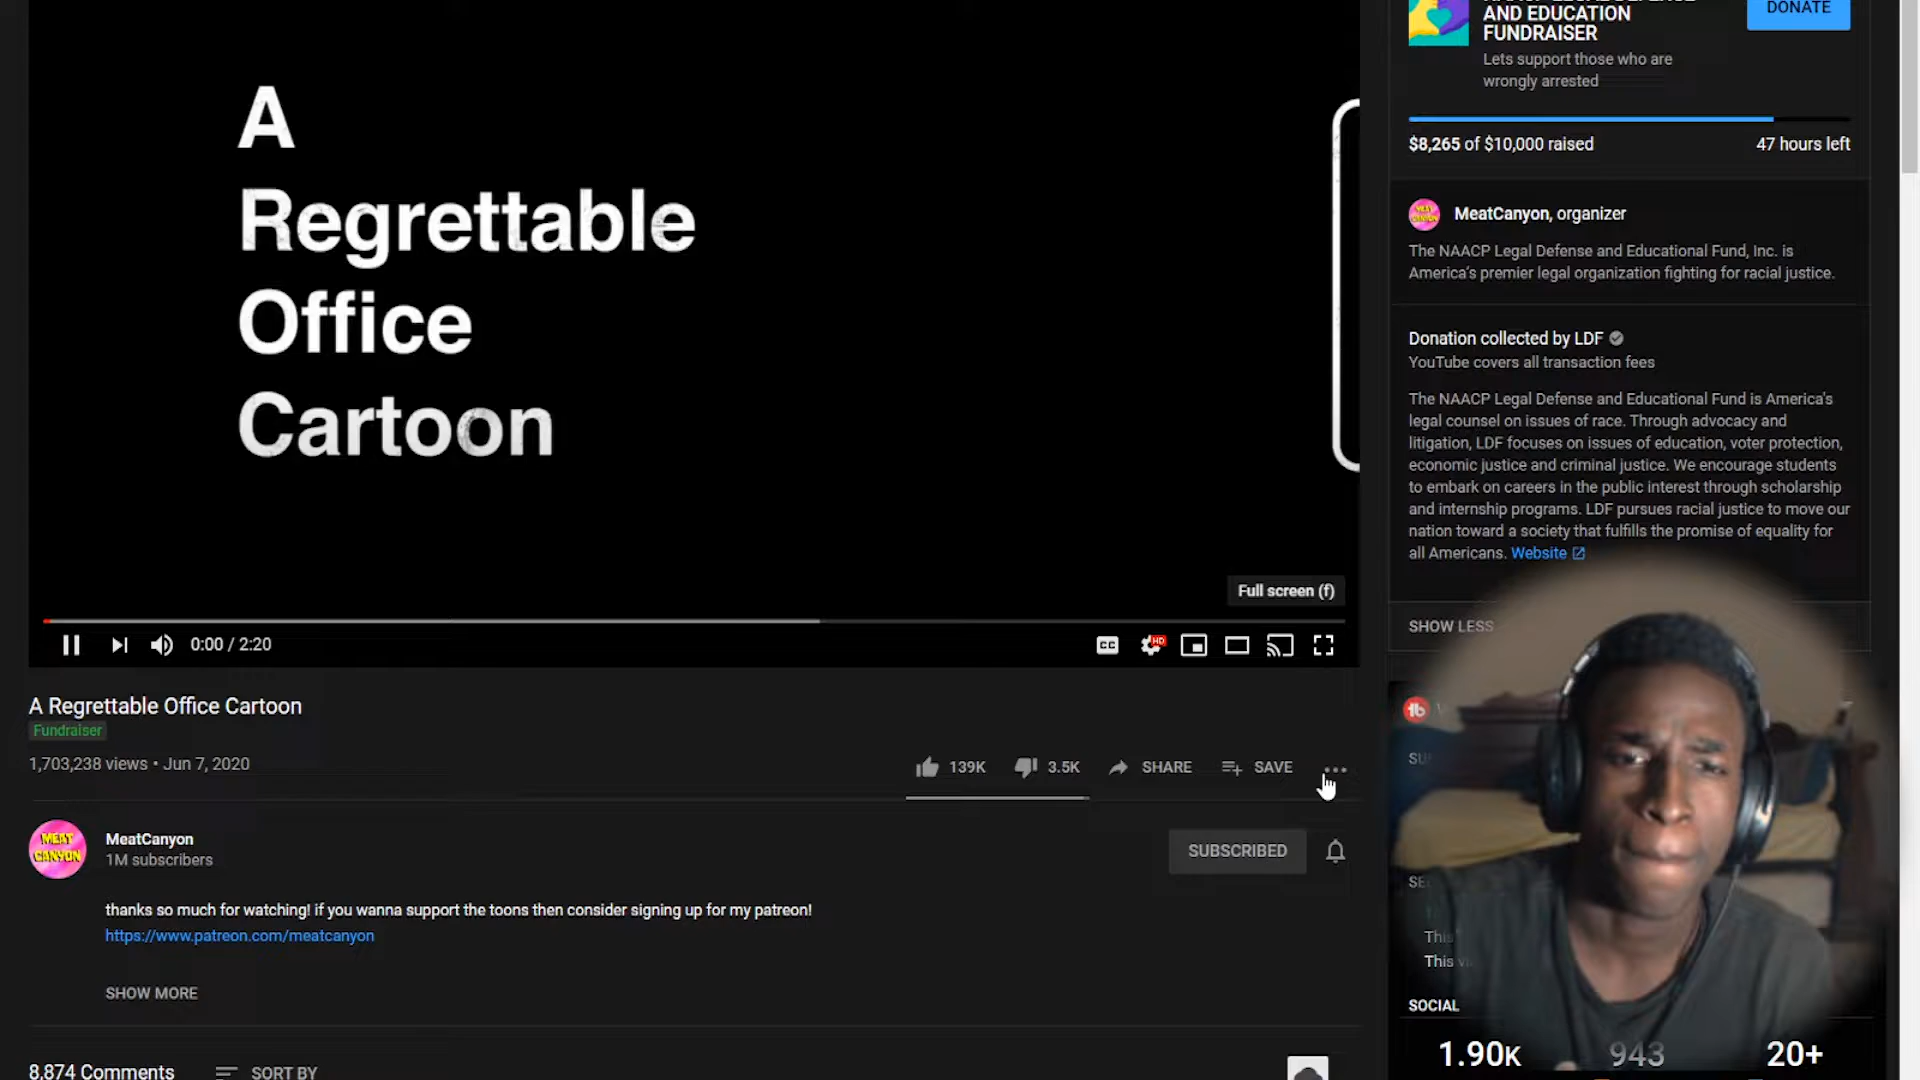 A
Regrettable
Office
Cartoon
Full screen (f)
0:00 / 2:20
CC
HD
A Regrettable Office Cartoon
Fundraiser
1,703,238 views • Jun 7, 2020
139K
3.5K
SHARE
SAVE
MEAT
CANYON
MeatCanyon
1M subscribers
SUBSCRIBED
thanks so much for watching! if you wanna support the toons then consider signing up for my patreon!
https://www.patreon.com/meatcanyon
SHOW MORE
8,874 Comments
SORT BY
AND EDUCATION
FUNDRAISER
DONATE
Lets support those who are
wrongly arrested
$8,265 of $10,000 raised
47 hours left
MeatCanyon, organizer
The NAACP Legal Defense and Educational Fund, Inc. is
America's premier legal organization fighting for racial justice.
Donation collected by LDF
YouTube covers all transaction fees
The NAACP Legal Defense and Educational Fund is America's
legal counsel on issues of race. Through advocacy and
litigation, LDF focuses on issues of education, voter protection,
economic justice and criminal justice. We encourage students
to embark on careers in the public interest through scholarship
and internship programs. LDF pursues racial justice to move our
nation toward a society that fulfills the promise of equality for
all Americans. Website
SHOW LESS
This
This
SOCIAL
1.90K
943
20+